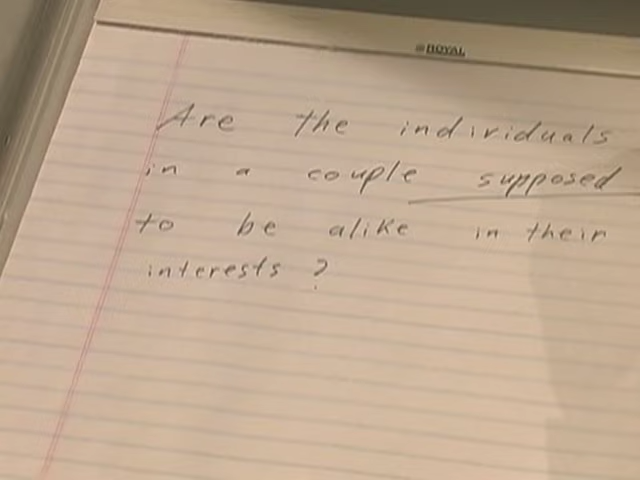 ROYAL
Are the individuals
in a couple supposed
to be alike in their
interests?